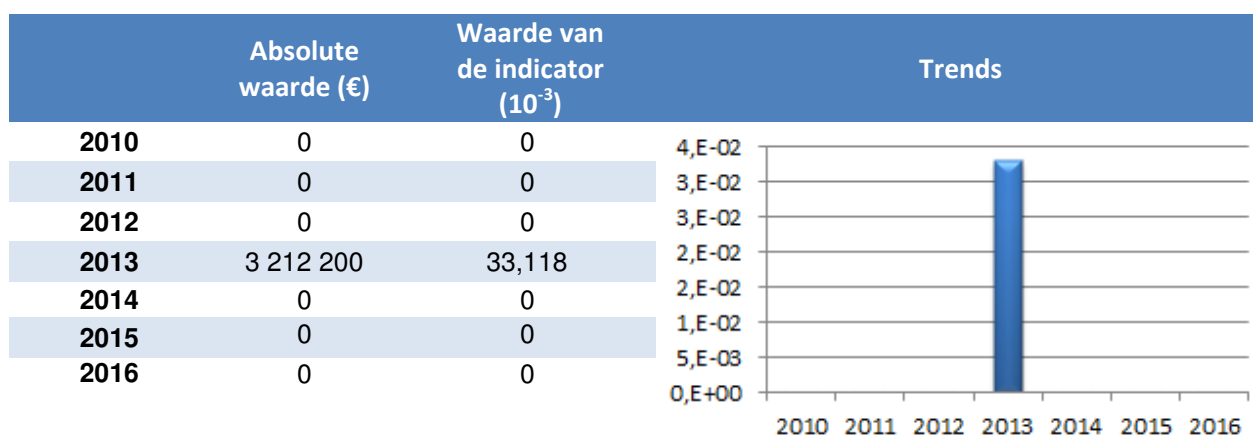 Absolute
waarde (€)
Waarde van
de indicator
(10⁻³)
Trends
2010 0 0
2011 0 0
2012 0 0
2013 3 212 200 33,118
2014 0 0
2015 0 0
2016 0 0
4,E-02
3,E-02
3,E-02
2,E-02
2,E-02
1,E-02
5,E-03
0,E+00
2010 2011 2012 2013 2014 2015 2016